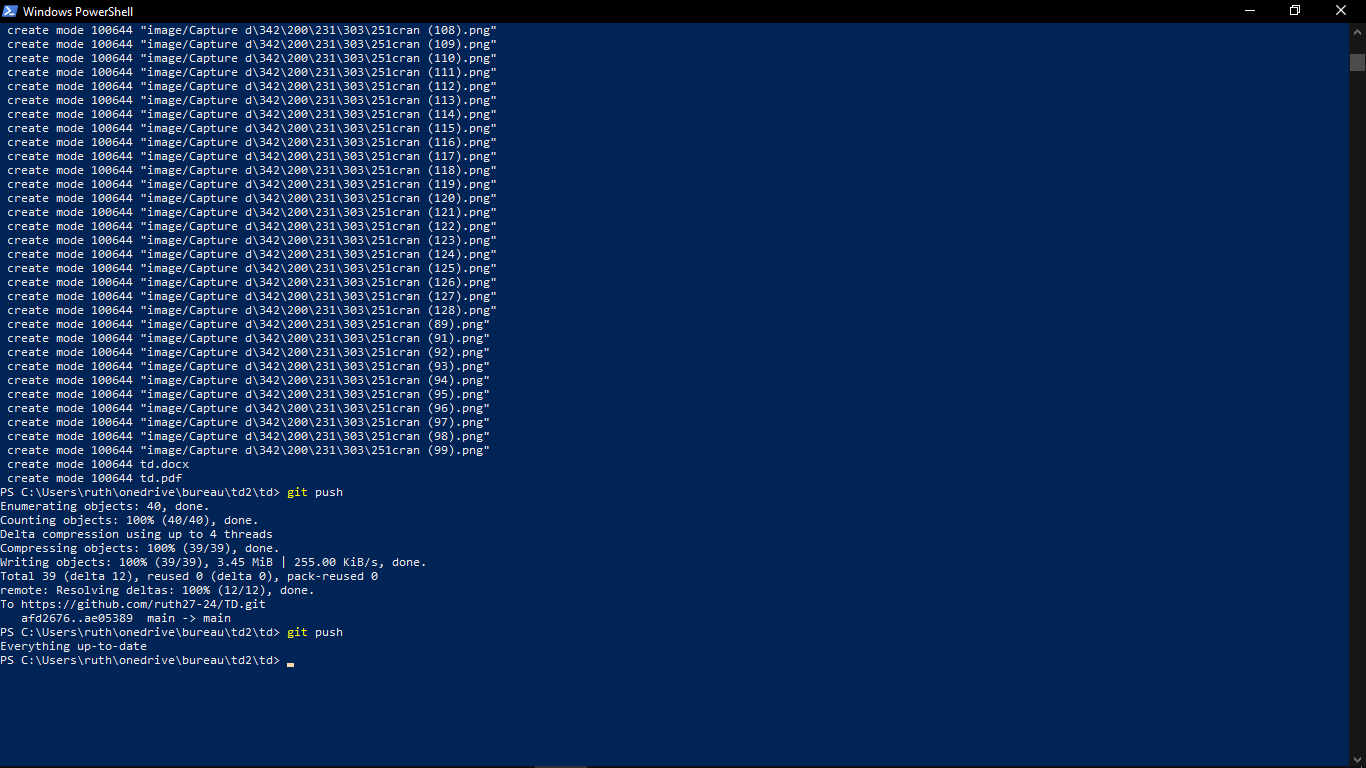 Windows PowerShell
create mode 100644 "image/Capture d\342\200\231\303\251cran (108).png"
create mode 100644 "image/Capture d\342\200\231\303\251cran (109).png"
create mode 100644 "image/Capture d\342\200\231\303\251cran (110).png"
create mode 100644 "image/Capture d\342\200\231\303\251cran (111).png"
create mode 100644 "image/Capture d\342\200\231\303\251cran (112).png"
create mode 100644 "image/Capture d\342\200\231\303\251cran (113).png"
create mode 100644 "image/Capture d\342\200\231\303\251cran (114).png"
create mode 100644 "image/Capture d\342\200\231\303\251cran (115).png"
create mode 100644 "image/Capture d\342\200\231\303\251cran (116).png"
create mode 100644 "image/Capture d\342\200\231\303\251cran (117).png"
create mode 100644 "image/Capture d\342\200\231\303\251cran (118).png"
create mode 100644 "image/Capture d\342\200\231\303\251cran (119).png"
create mode 100644 "image/Capture d\342\200\231\303\251cran (120).png"
create mode 100644 "image/Capture d\342\200\231\303\251cran (121).png"
create mode 100644 "image/Capture d\342\200\231\303\251cran (122).png"
create mode 100644 "image/Capture d\342\200\231\303\251cran (123).png"
create mode 100644 "image/Capture d\342\200\231\303\251cran (124).png"
create mode 100644 "image/Capture d\342\200\231\303\251cran (125).png"
create mode 100644 "image/Capture d\342\200\231\303\251cran (126).png"
create mode 100644 "image/Capture d\342\200\231\303\251cran (127).png"
create mode 100644 "image/Capture d\342\200\231\303\251cran (128).png"
create mode 100644 "image/Capture d\342\200\231\303\251cran (89).png"
create mode 100644 "image/Capture d\342\200\231\303\251cran (91).png"
create mode 100644 "image/Capture d\342\200\231\303\251cran (92).png"
create mode 100644 "image/Capture d\342\200\231\303\251cran (93).png"
create mode 100644 "image/Capture d\342\200\231\303\251cran (94).png"
create mode 100644 "image/Capture d\342\200\231\303\251cran (95).png"
create mode 100644 "image/Capture d\342\200\231\303\251cran (96).png"
create mode 100644 "image/Capture d\342\200\231\303\251cran (97).png"
create mode 100644 "image/Capture d\342\200\231\303\251cran (98).png"
create mode 100644 "image/Capture d\342\200\231\303\251cran (99).png"
create mode 100644 td.docx
create mode 100644 td.pdf
PS C:\Users\ruth\onedrive\bureau\td2\td> git push
Enumerating objects: 40, done.
Counting objects: 100% (40/40), done.
Delta compression using up to 4 threads
Compressing objects: 100% (39/39), done.
Writing objects: 100% (39/39), 3.45 MiB | 255.00 KiB/s, done.
Total 39 (delta 12), reused 0 (delta 0), pack-reused 0
remote: Resolving deltas: 100% (12/12), done.
To https://github.com/ruth27-24/TD.git
afd2676..ae05389  main -> main
PS C:\Users\ruth\onedrive\bureau\td2\td> git push
Everything up-to-date
PS C:\Users\ruth\onedrive\bureau\td2\td>